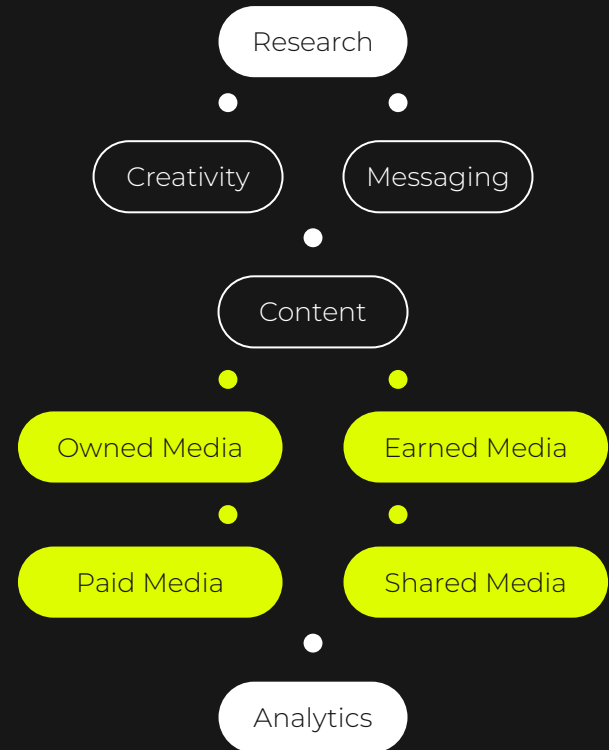 Research
Creativity
Messaging
Content
Owned Media
Earned Media
Paid Media
Shared Media
Analytics